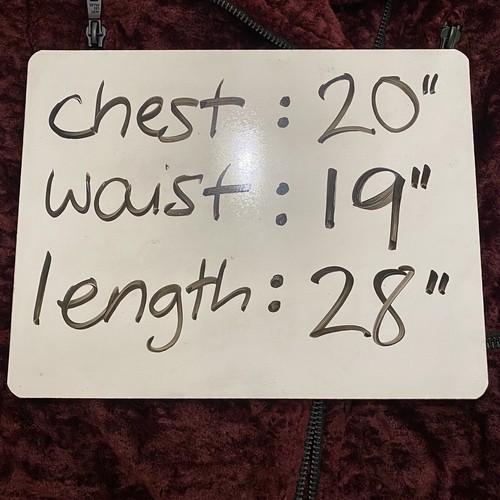 chest : 20"
waist : 19"
length : 28"